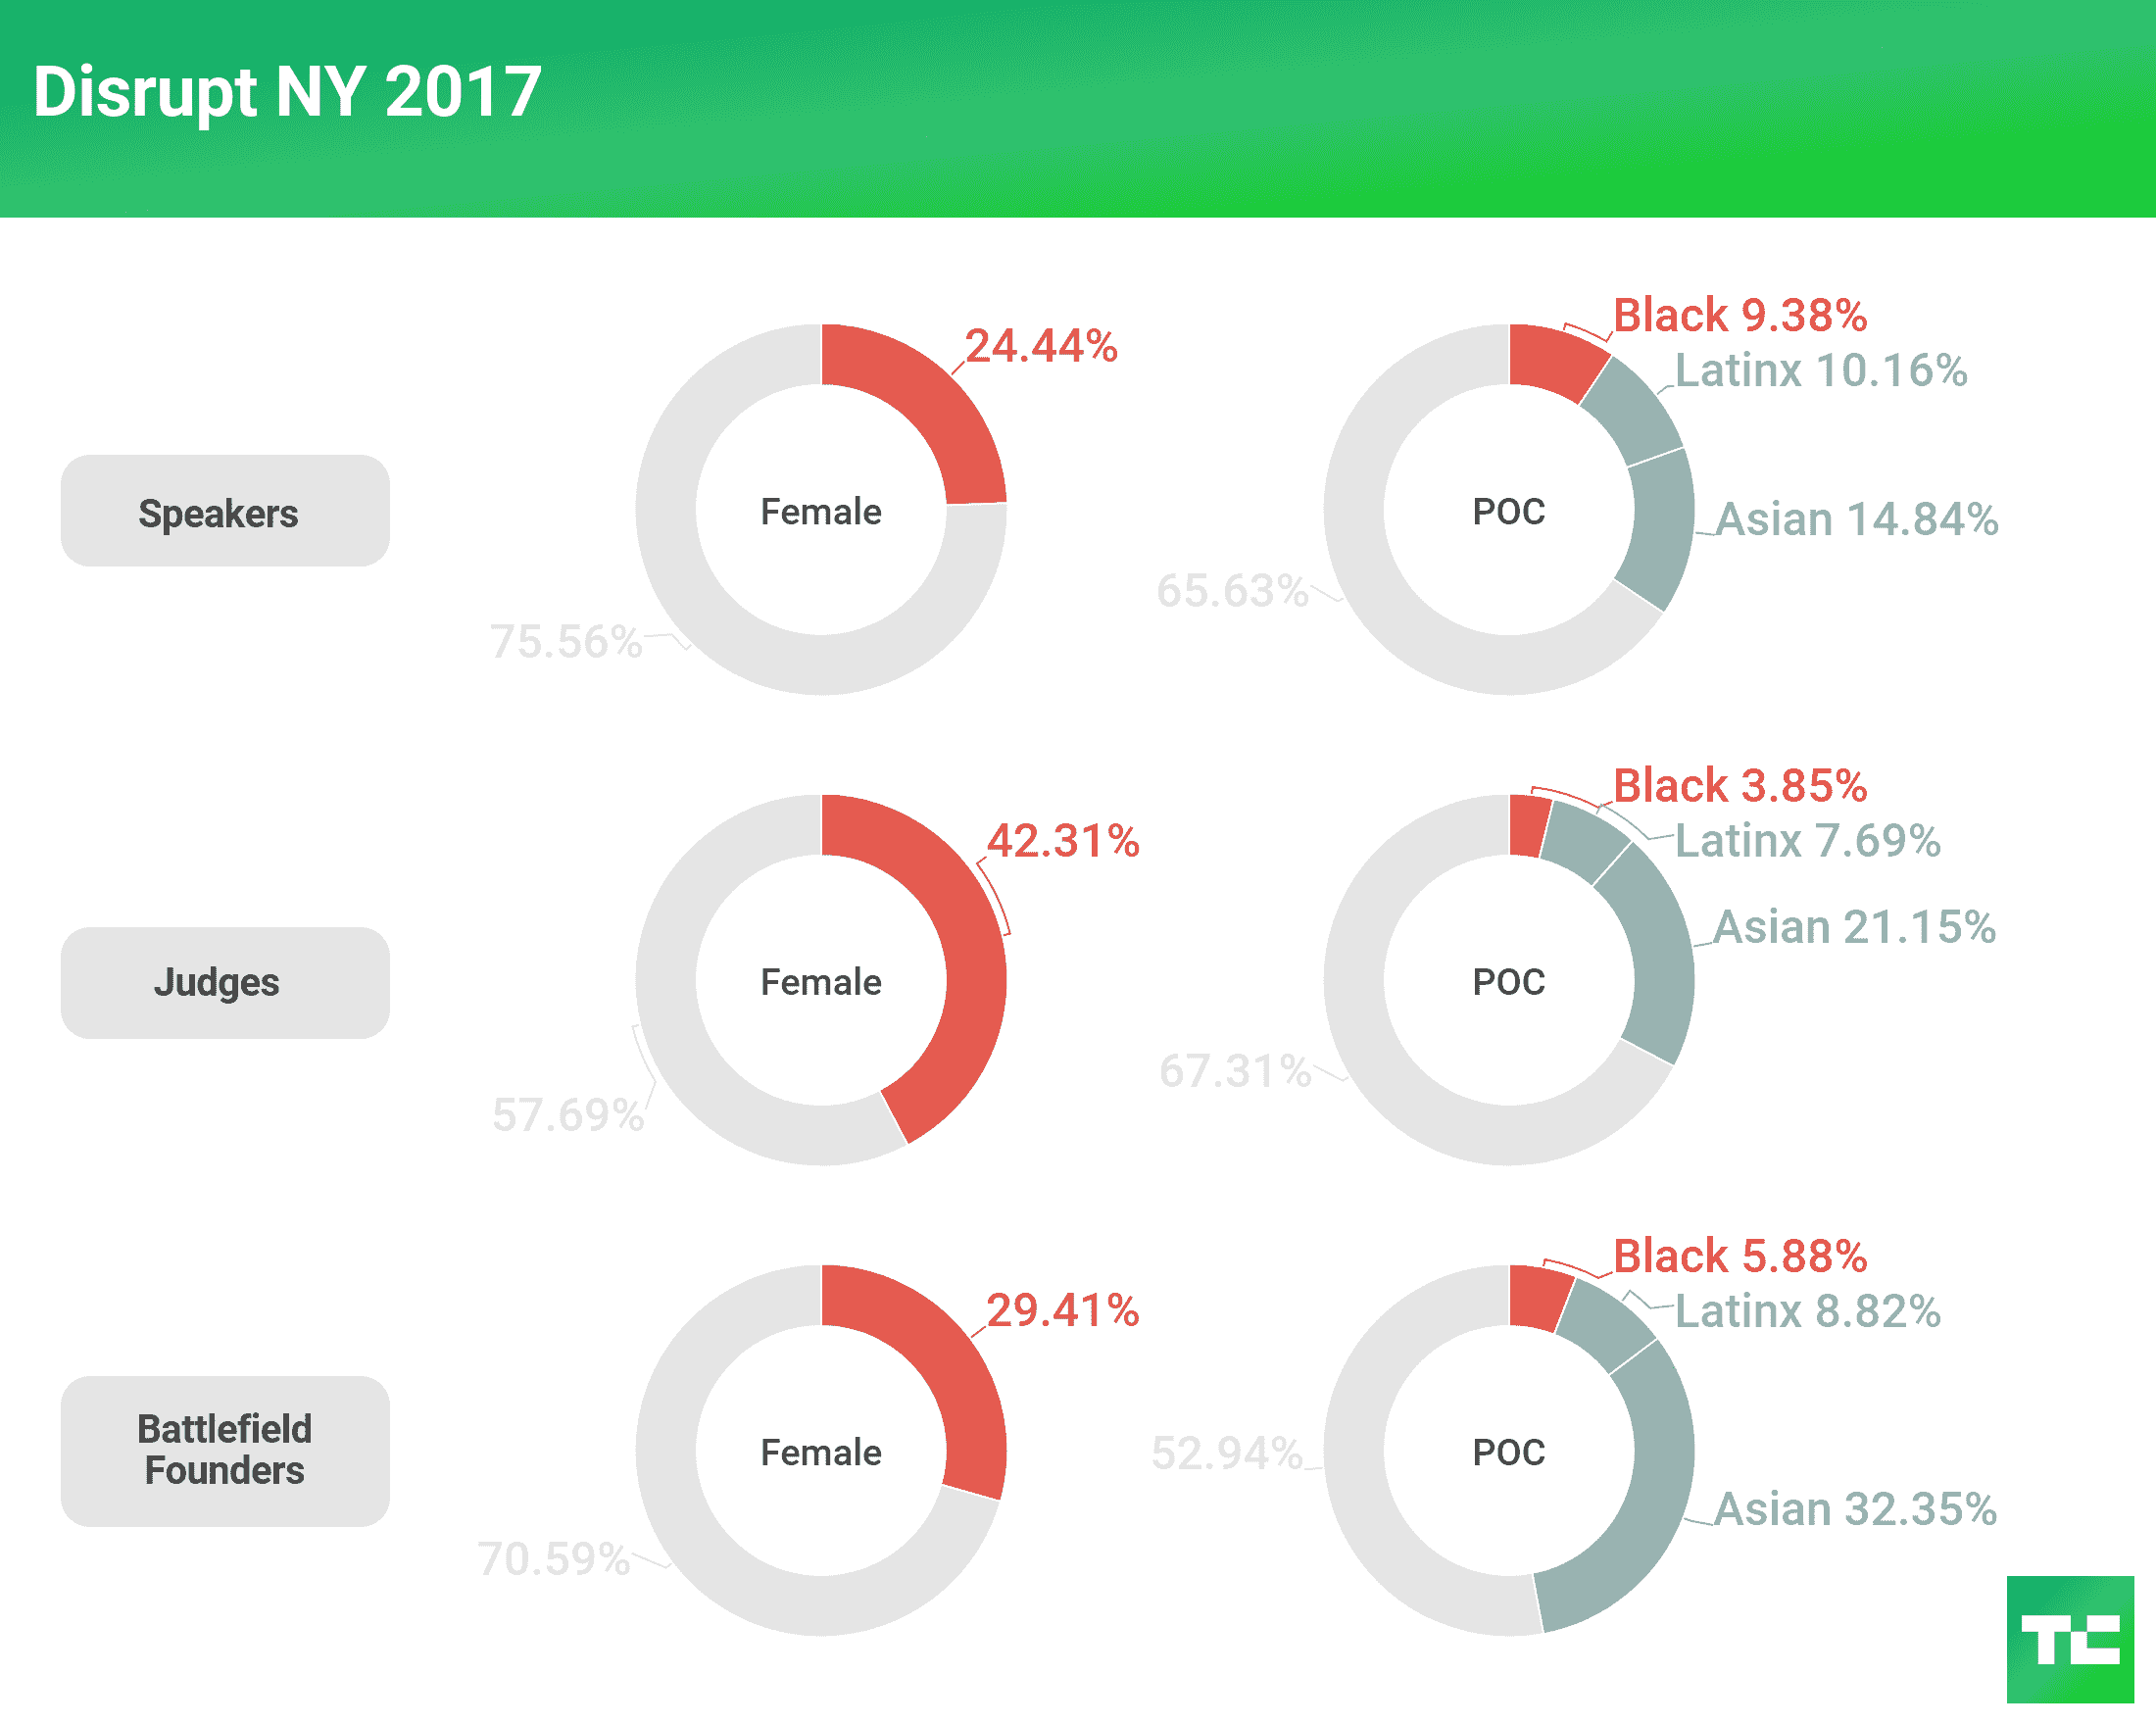 Disrupt NY 2017
Speakers
Female
24.44%
75.56%
POC
Black 9.38%
Latinx 10.16%
Asian 14.84%
65.63%
Judges
Female
42.31%
57.69%
POC
Black 3.85%
Latinx 7.69%
Asian 21.15%
67.31%
Battlefield
Founders
Female
29.41%
70.59%
POC
Black 5.88%
Latinx 8.82%
Asian 32.35%
52.94%
TC